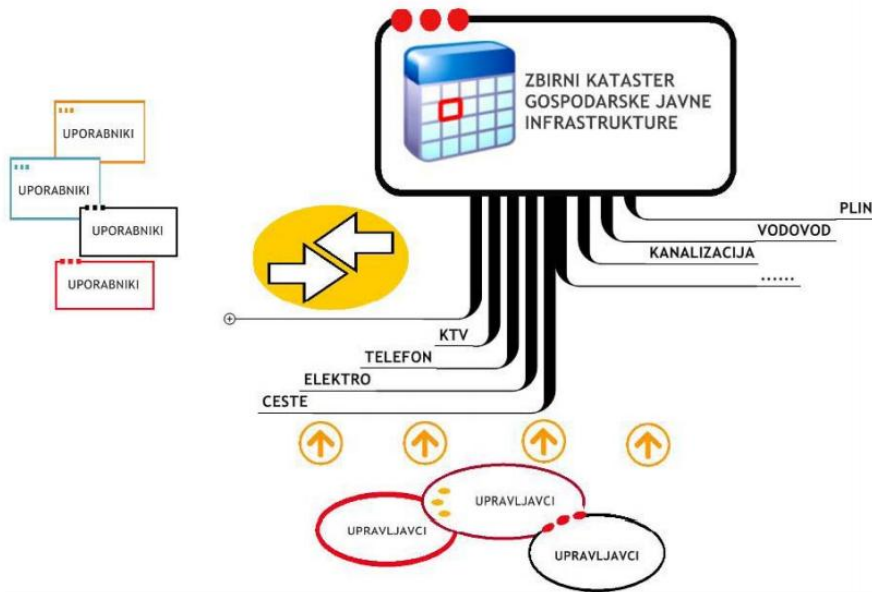 ZBIRNI KATASTER
GOSPODARSKE JAVNE
INFRASTRUKTURE
UPORABNIKI
UPORABNIKI
UPORABNIKI
UPORABNIKI
PLIN
VODOVOD
KANALIZACIJA
......
KTV
TELEFON
ELEKTRO
CESTE
UPRAVLJAVCI
UPRAVLJAVCI
UPRAVLJAVCI